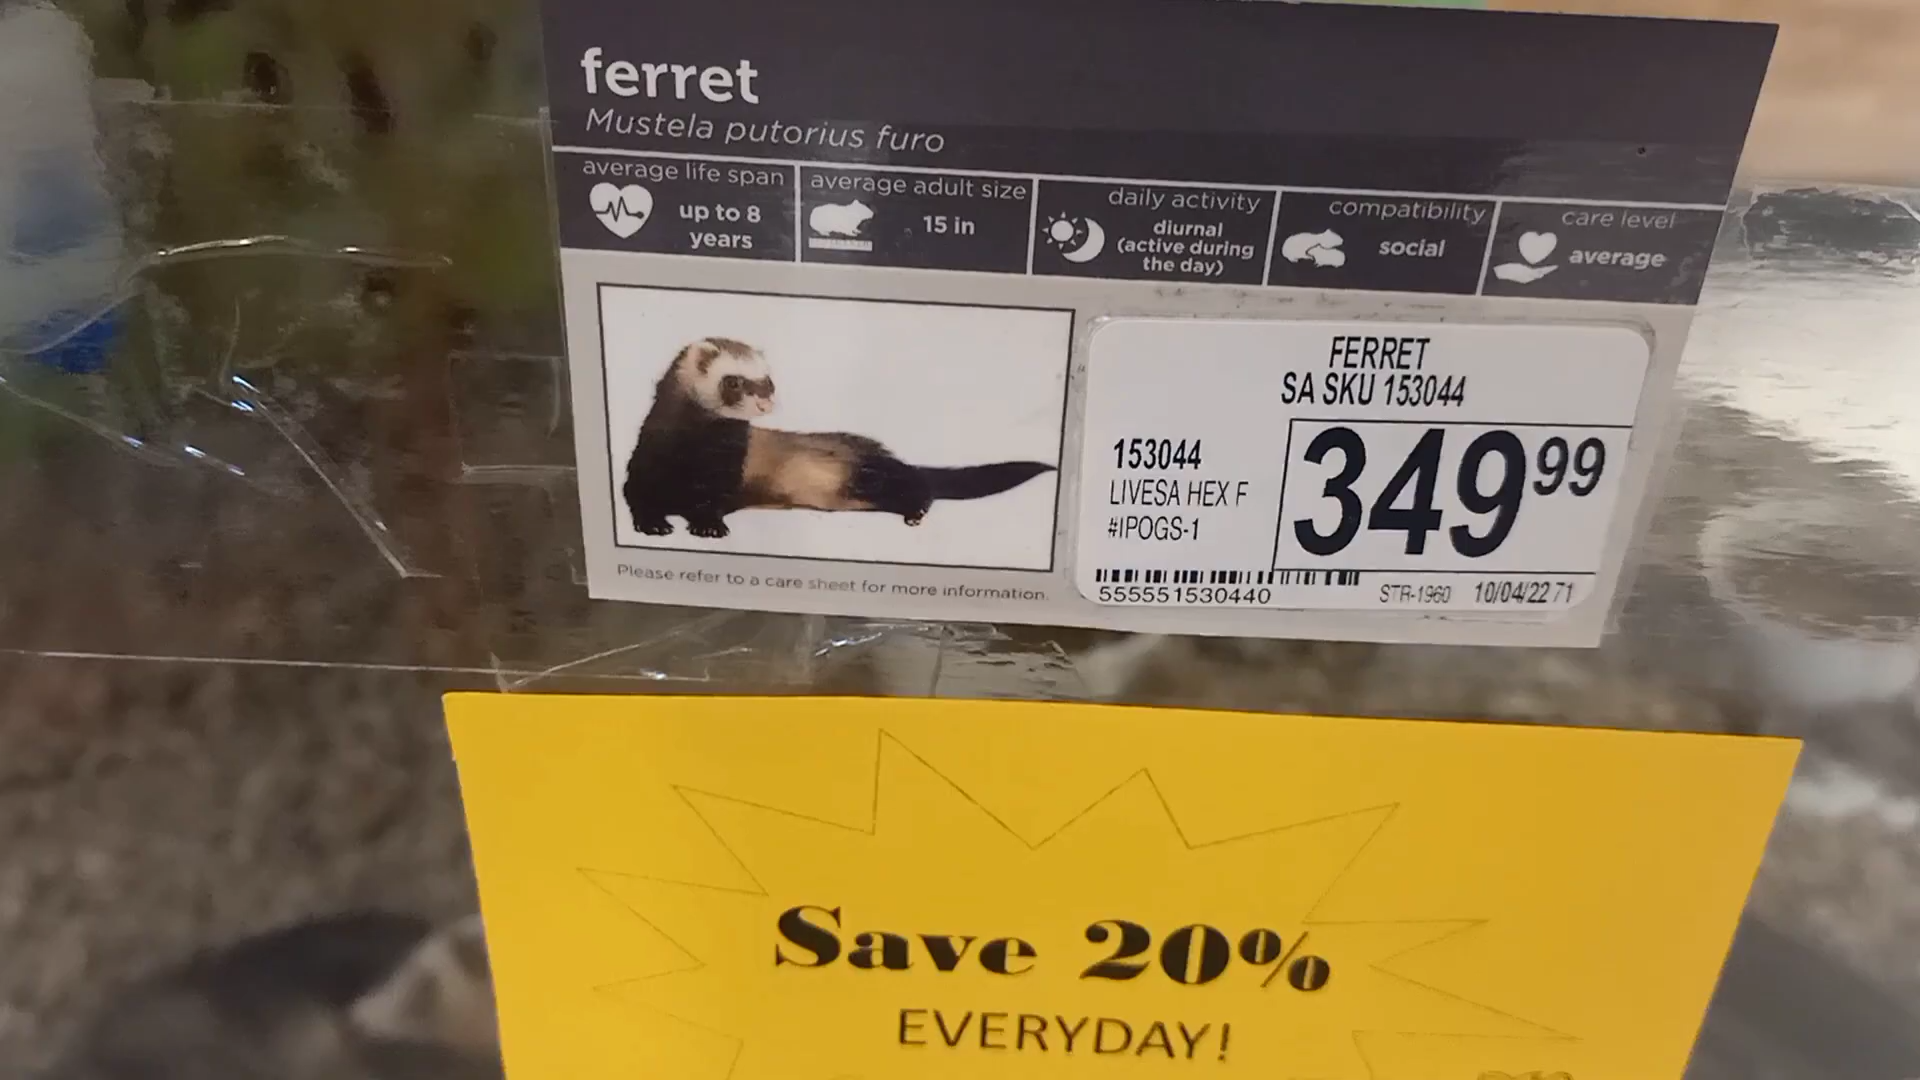 ferret
Mustela putorius furo
average life span
up to 8
years
average adult size
15 in
daily activity
diurnal
(active during
the day)
compatibility
social
care level
average
FERRET
SA SKU 153044
153044
LIVESA HEX F
#IPOGS-1
349 99
555551530440
STR-1960 10/04/22 71
Please refer to a care sheet for more information.
Save 20%
EVERYDAY!